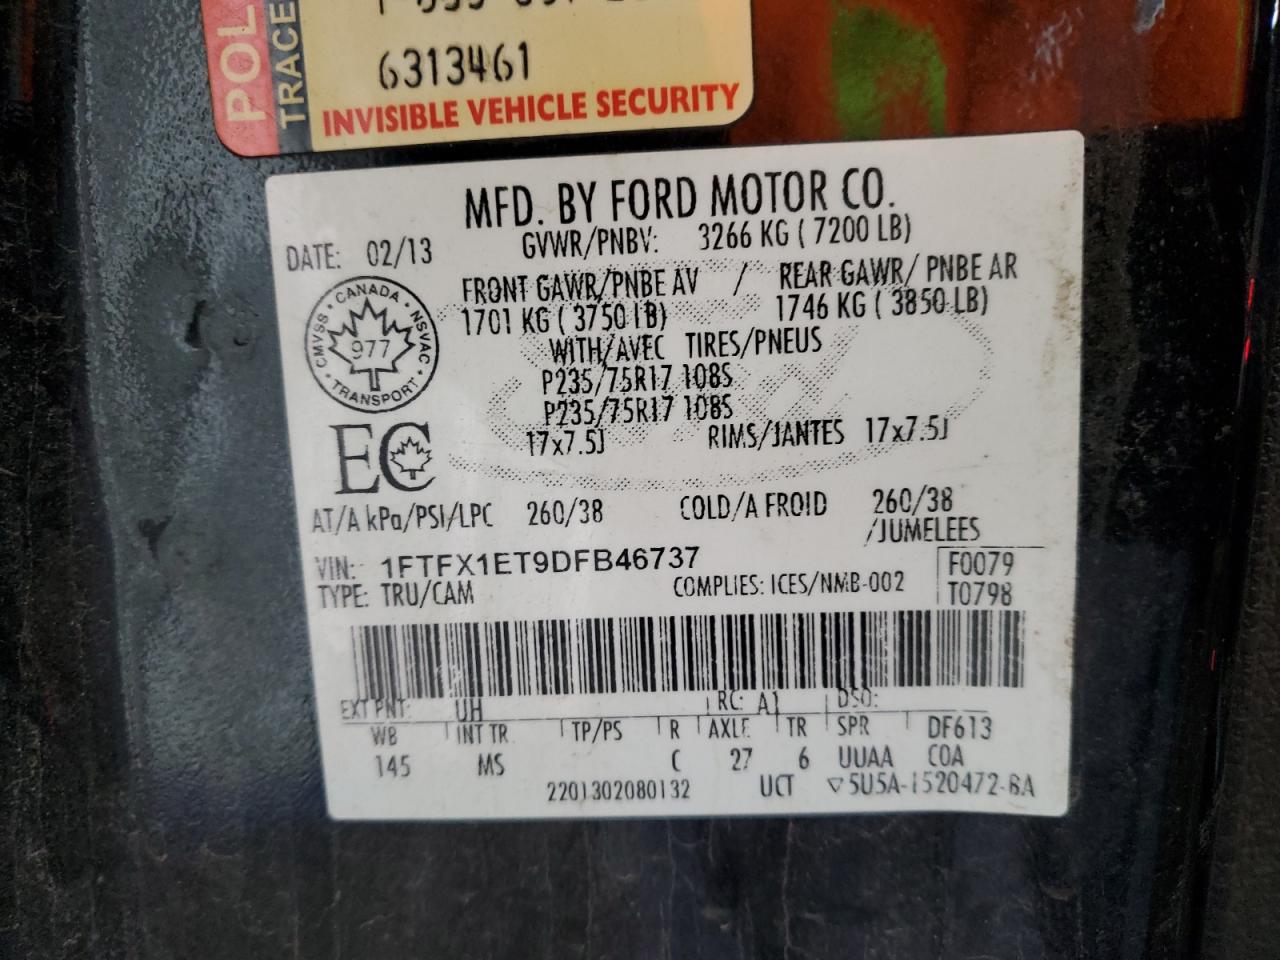 POL
TRACE
6313461
INVISIBLE VEHICLE SECURITY
MFD. BY FORD MOTOR CO.
DATE: 02/13 GVWR/PNBV: 3266 KG ( 7200 LB)
FRONT GAWR/PNBE AV / REAR GAWR/ PNBE AR
1701 KG ( 3750 LB) 1746 KG ( 3850 LB)
WITH/AVEC TIRES/PNEUS
P235/75R17 108S
P235/75R17 108S
17x7.5J RIMS/JANTES 17x7.5J
CANADA
CMVSS NSVAC
977
TRANSPORT
EC
AT/A kPa/PSI/LPC 260/38 COLD/A FROID 260/38
/JUMELEES
VIN: 1FTFX1ET9DFB46737 F0079
TYPE: TRU/CAM COMPLIES: ICES/NMB-002 T0798
EXT PNT: UH RC: A1 DSO:
WB INT TR TP/PS R AXLE TR SPR DF613
145 MS C 27 6 UUAA COA
2201302080132 UCT ▽5U5A-1520472-BA